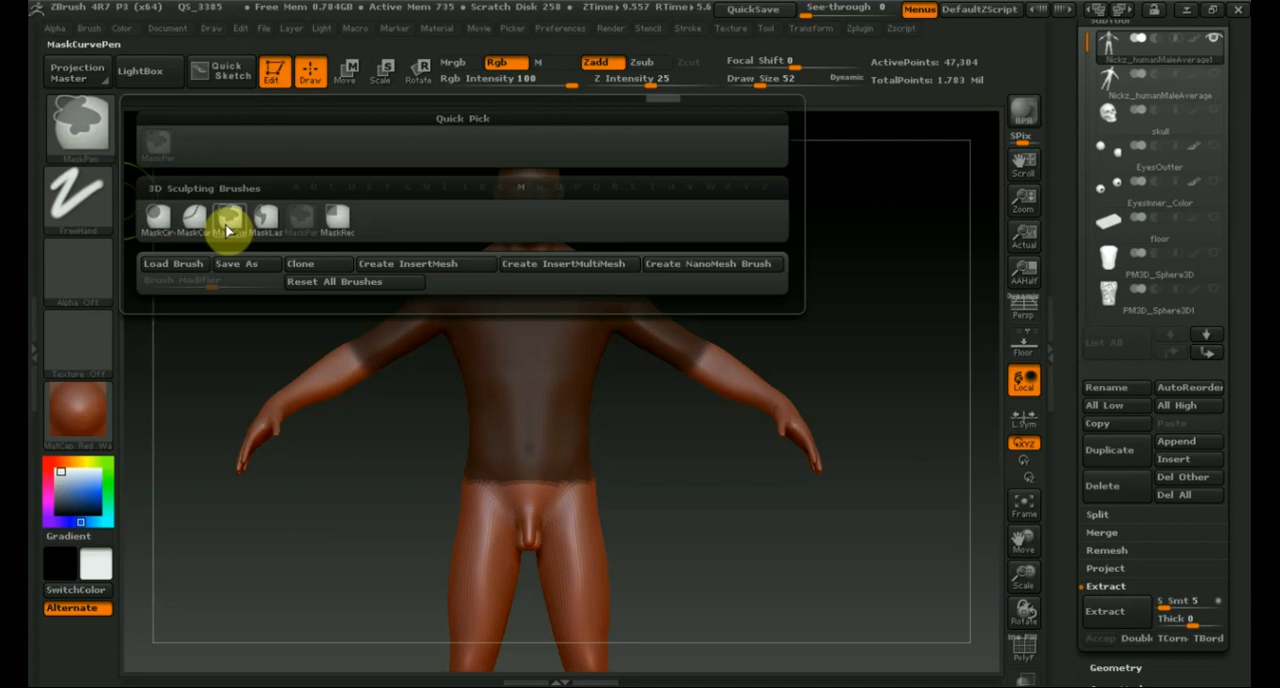 ZBrush 4R7 P3 (x64) QS_3385 • Free Mem 0.784GB • Active Mem 735 • Scratch Disk 258 • ZTime▸9.557 RTime▸5.6 QuickSave See-through 0 Menus DefaultZScript
Alpha Brush Color Document Draw Edit File Layer Light Macro Marker Material Movie Picker Preferences Render Stencil Stroke Texture Tool Transform Zplugin Zscript
MaskCurvePen
Projection Master
LightBox
Quick Sketch
Edit
Draw
Move
Scale
Rotate
Mrgb Rgb M
Rgb Intensity 100
Zadd Zsub Zcut
Z Intensity 25
Focal Shift 0
Draw Size 52 Dynamic
ActivePoints: 47,304
TotalPoints: 1.783 Mil
MaskPen
FreeHand
Alpha Off
Texture Off
MatCap Red Wa
Gradient
SwitchColor
Alternate
Quick Pick
MaskPen
3D Sculpting Brushes
MaskCir MaskCur MaskCur MaskLas MaskPer MaskRec
Load Brush Save As Clone Create InsertMesh Create InsertMultiMesh Create NanoMesh Brush
Brush Modifier Reset All Brushes
BPR
SPix
Scroll
Zoom
Actual
AAHalf
Dynamic
Persp
Floor
Local
L.Sym
XYZ
Frame
Move
Scale
Rotate
Line Fill
PolyF
Subtool
Nickz_humanMaleAverage1
Nickz_humanMaleAverage
skull
EyesOutter
EyesInner_Color
floor
PM3D_Sphere3D
PM3D_Sphere3D1
List All
Rename AutoReorder
All Low All High
Copy Paste
Duplicate Append
Insert
Delete Del Other
Del All
Split
Merge
Remesh
Project
Extract
Extract S Smt 5
Thick 0
Accep Doubl TCorn TBord
Geometry